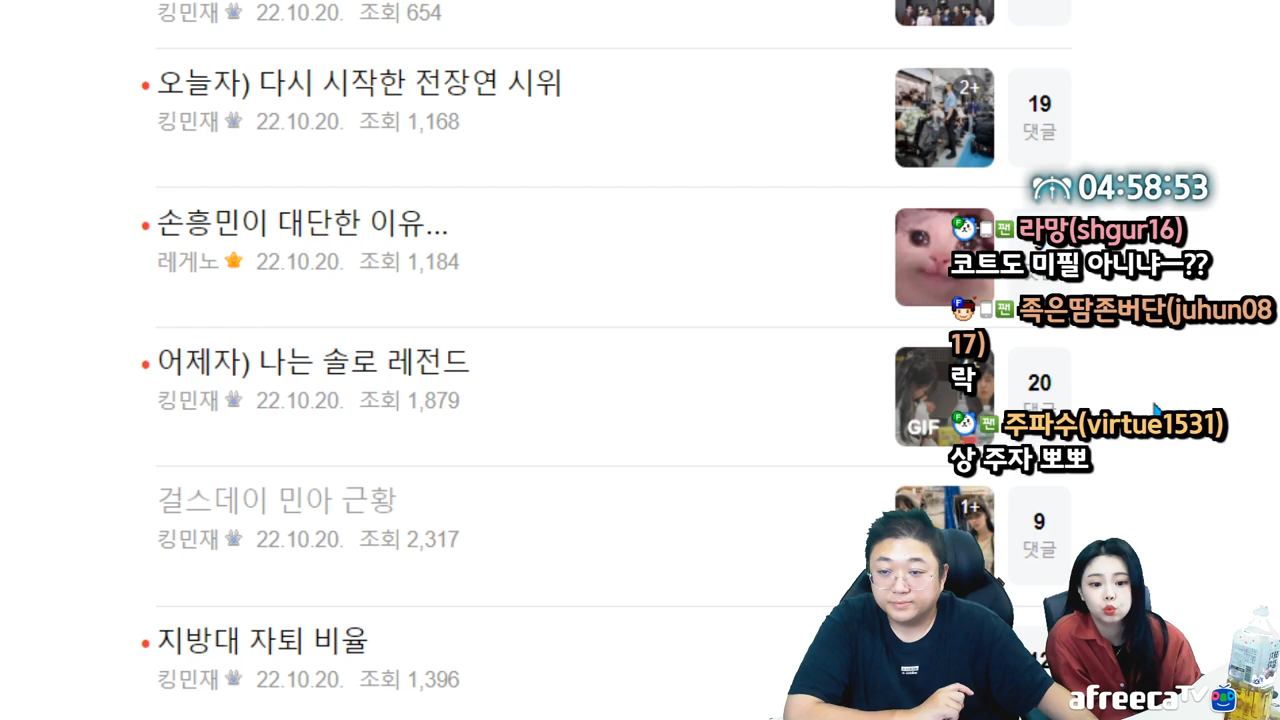 킹민재 22.10.20. 조회 654
오늘자) 다시 시작한 전장연 시위
킹민재 22.10.20. 조회 1,168
2+
19
댓글
04:58:53
손흥민이 대단한 이유...
레게노 22.10.20. 조회 1,184
짼! 라망(shgur16)
코트도 미필 아니냐ㅡ??
짼! 족은땀존버단(juhun08
17)
락
어제자) 나는 솔로 레전드
킹민재 22.10.20. 조회 1,879
GIF
20
댓글
짼! 주파수(virtue1531)
상 주자 뽀뽀
걸스데이 민아 근황
킹민재 22.10.20. 조회 2,317
1+
9
댓글
지방대 자퇴 비율
킹민재 22.10.20. 조회 1,396
afreecaTV